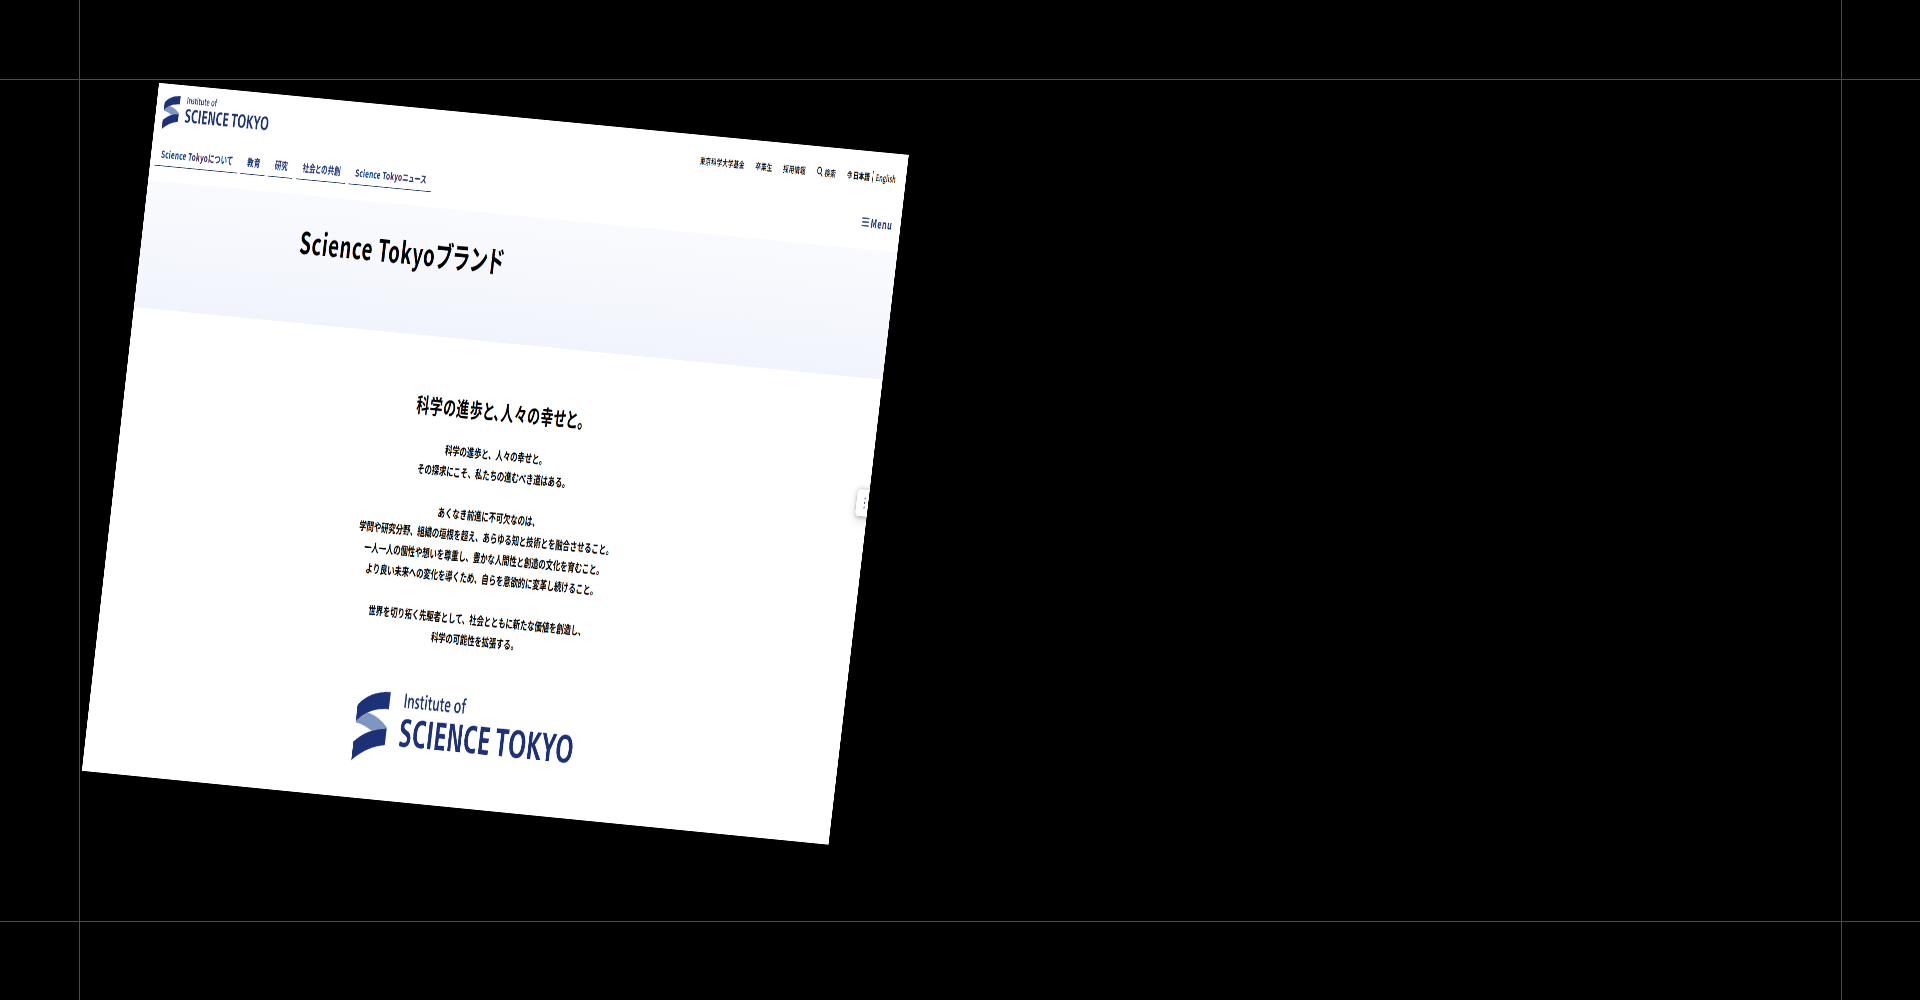 Institute of
SCIENCE TOKYO
東京科学大学基金 卒業生 採用情報 検索 日本語 English
Science Tokyoについて 教育 研究 社会との共創 Science Tokyoニュース
Menu
Science Tokyoブランド
科学の進歩と、人々の幸せと。
科学の進歩と、人々の幸せと。
その探求にこそ、私たちの進むべき道はある。
あくなき前進に不可欠なのは、
学問や研究分野、組織の垣根を超え、あらゆる知と技術とを融合させること。
一人一人の個性や想いを尊重し、豊かな人間性と創造の文化を育むこと。
より良い未来への変化を導くため、自らを意欲的に変革し続けること。
世界を切り拓く先駆者として、社会とともに新たな価値を創造し、
科学の可能性を拡張する。
Institute of
SCIENCE TOKYO